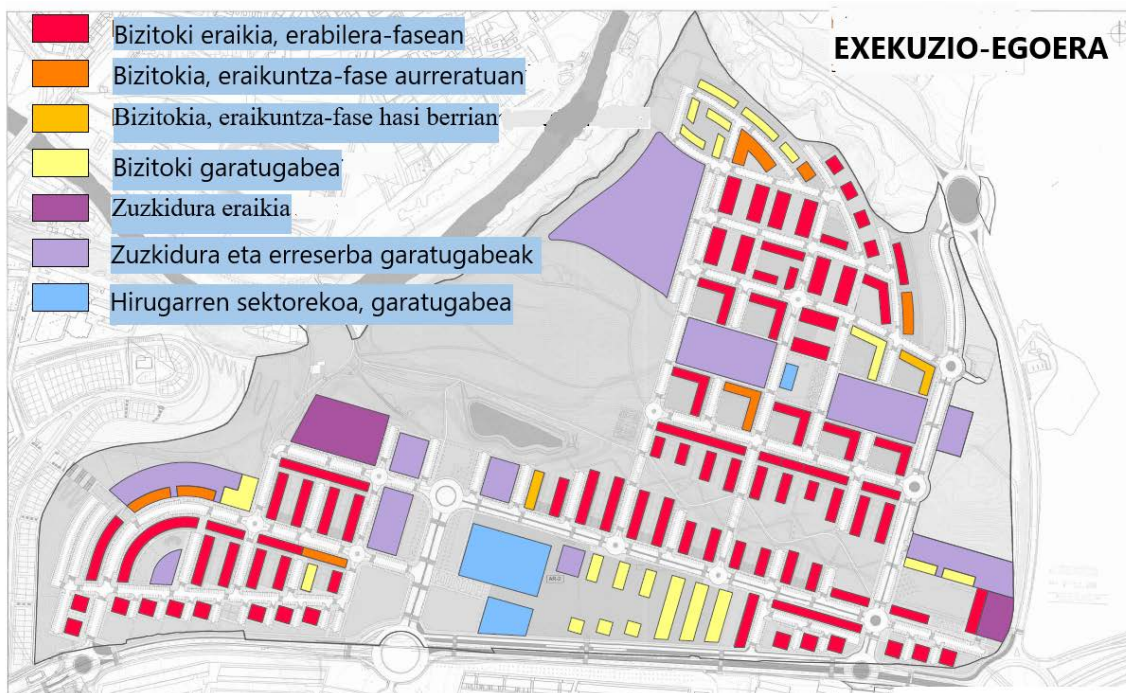 Bizitoki eraikia, erabilera-fasean
EXEKUZIO-EGOERA
Bizitokia, eraikuntza-fase aurreratuan
Bizitokia, eraikuntza-fase hasi berrian
Bizitoki garatugabea
Zuzkidura eraikia
Zuzkidura eta erreserba garatugabeak
Hirugarren sektorekoa, garatugabea